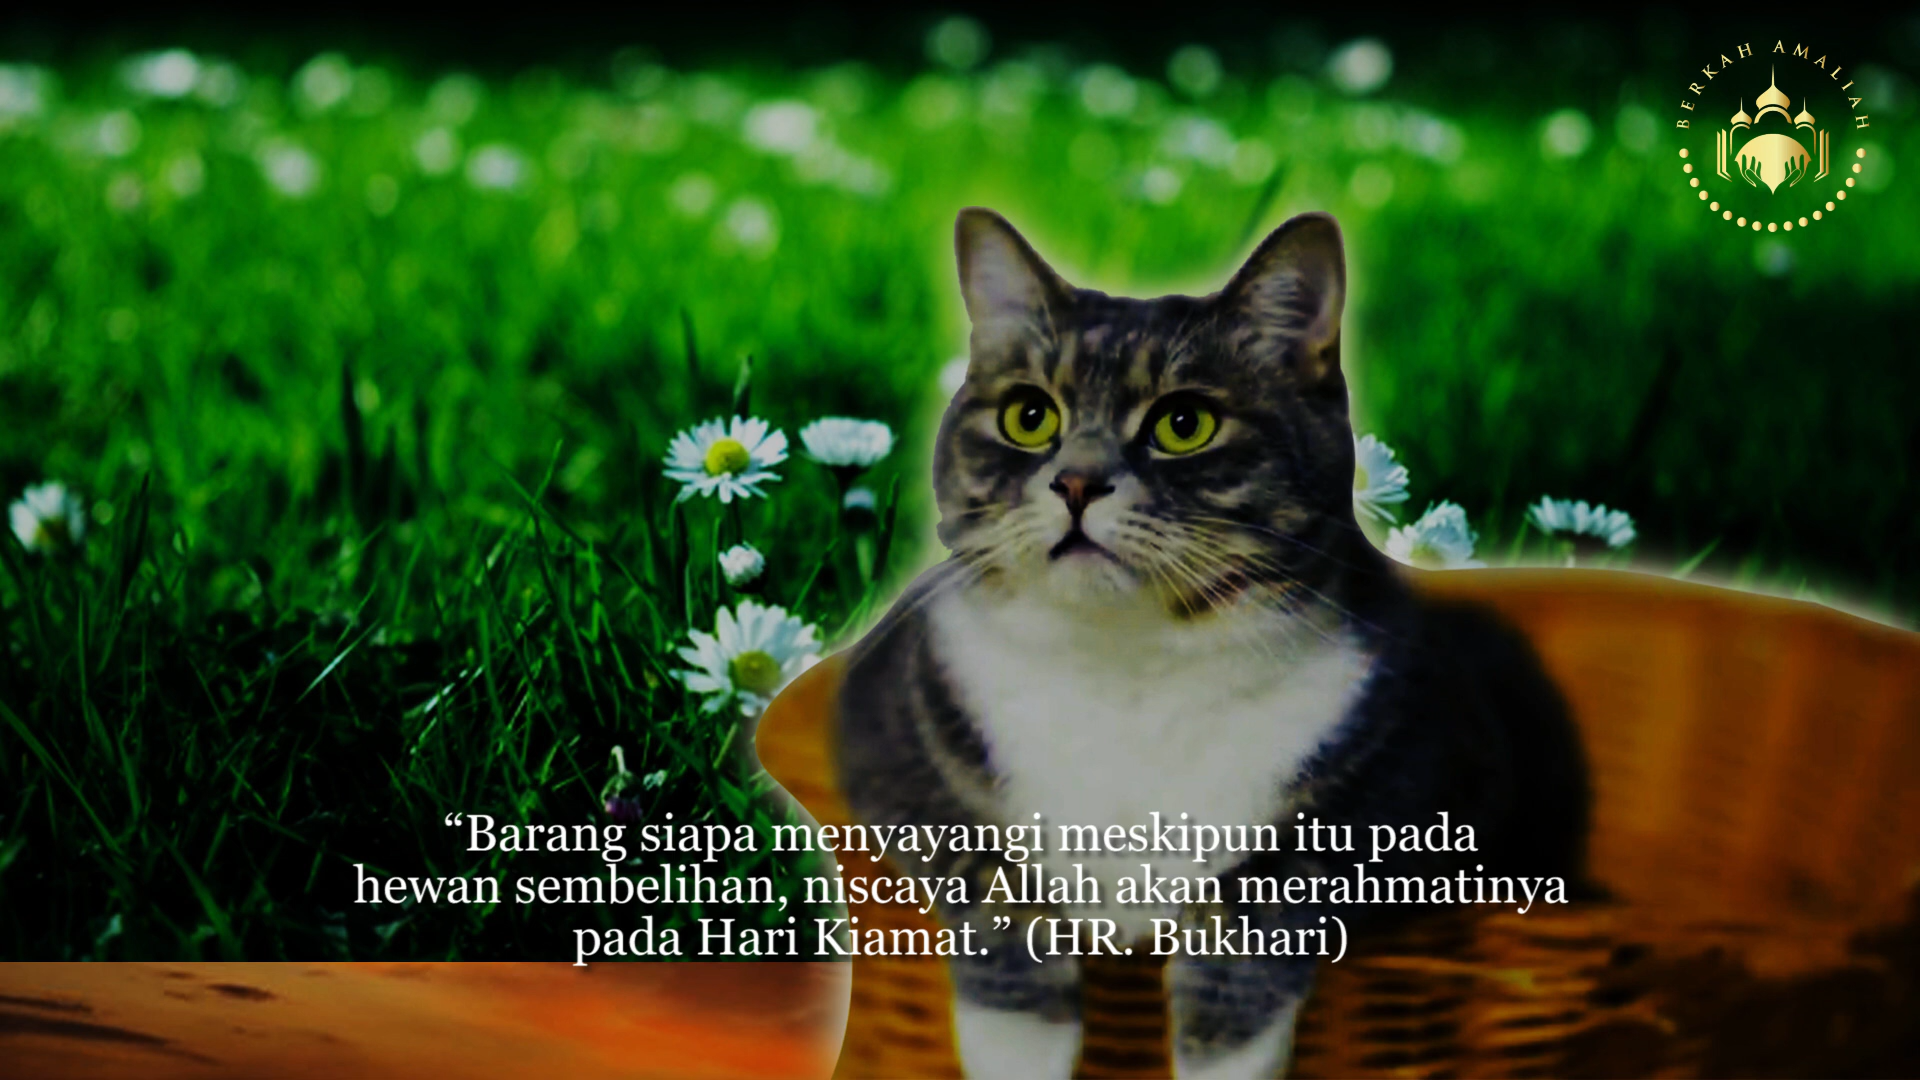 BERKAH AMALIAH
“Barang siapa menyayangi meskipun itu pada
hewan sembelihan, niscaya Allah akan merahmatinya
pada Hari Kiamat.” (HR. Bukhari)